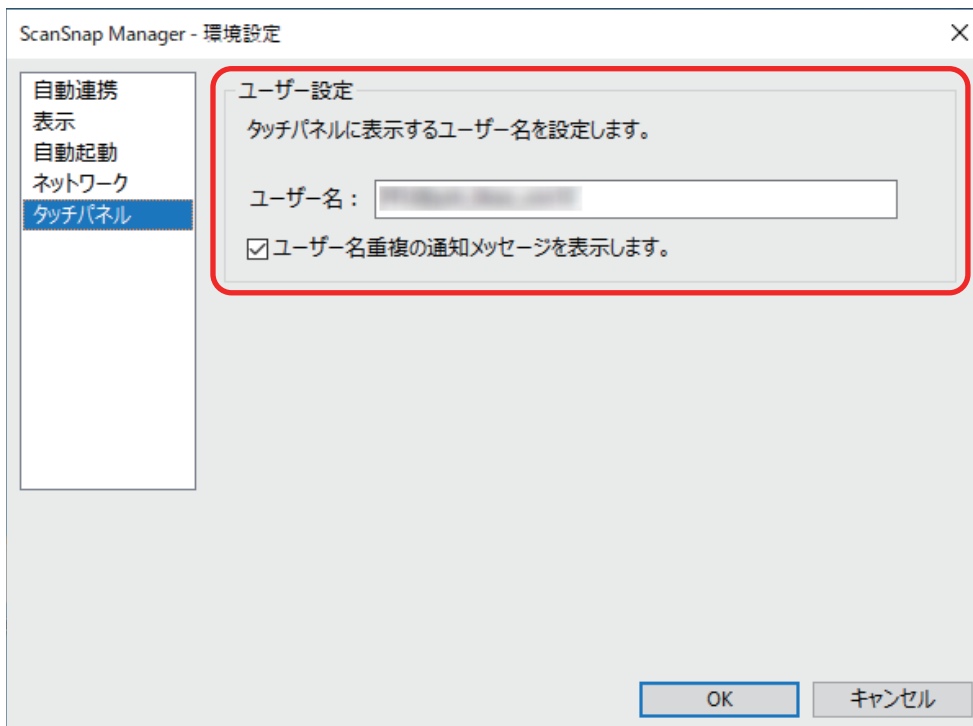 ScanSnap Manager - 環境設定
自動連携
表示
自動起動
ネットワーク
タッチパネル
ユーザー設定
タッチパネルに表示するユーザー名を設定します。
ユーザー名：
ユーザー名重複の通知メッセージを表示します。
OK
キャンセル